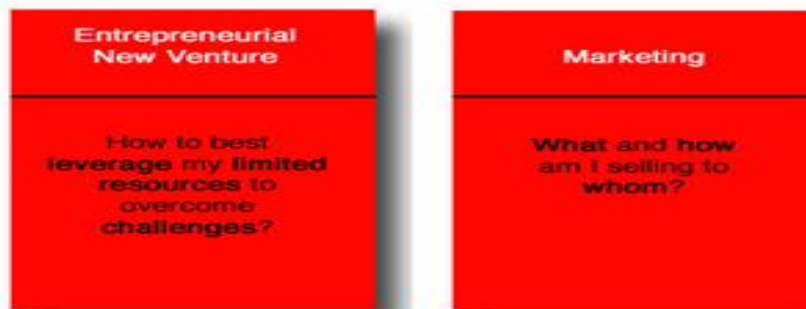 Entrepreneurial
New Venture
How to best
leverage my limited
resources to
overcome
challenges?
Marketing
What and how
am I selling to
whom?